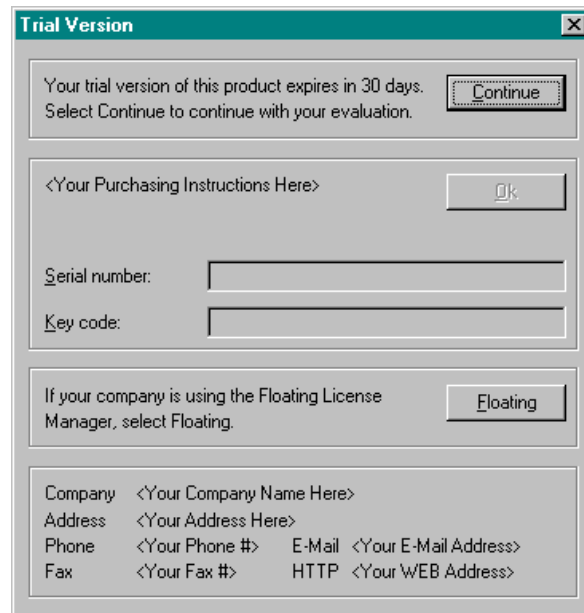 Trial Version
Your trial version of this product expires in 30 days.
Select Continue to continue with your evaluation.
Continue
<Your Purchasing Instructions Here>
Ok
Serial number:
Key code:
If your company is using the Floating License
Manager, select Floating.
Floating
Company <Your Company Name Here>
Address <Your Address Here>
Phone <Your Phone #> E-Mail <Your E-Mail Address>
Fax <Your Fax #> HTTP <Your WEB Address>